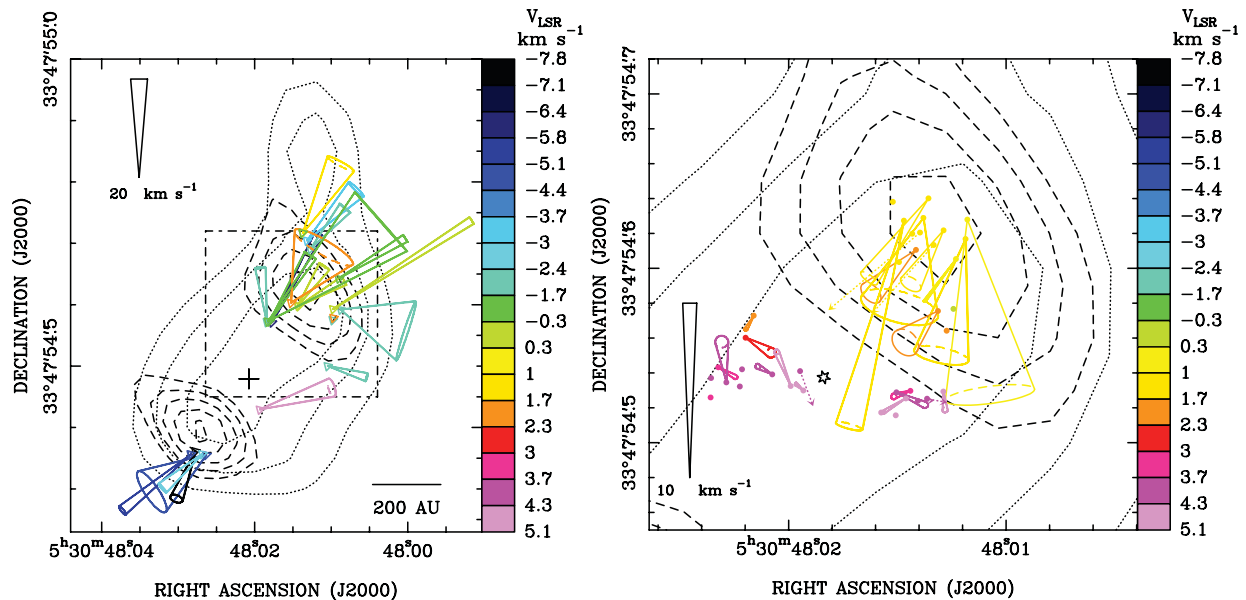 V_LSR
km s⁻¹
-7.8
-7.1
-6.4
-5.8
-5.1
-4.4
-3.7
-3
-2.4
-1.7
-0.3
0.3
1
1.7
2.3
3
3.7
4.3
5.1
33°47'55".0
33°47'54".5
DECLINATION (J2000)
20 km s⁻¹
200 AU
5ʰ30ᵐ48ˢ.04
48ˢ.02
48ˢ.00
RIGHT ASCENSION (J2000)
V_LSR
km s⁻¹
-7.8
-7.1
-6.4
-5.8
-5.1
-4.4
-3.7
-3
-2.4
-1.7
-0.3
0.3
1
1.7
2.3
3
3.7
4.3
5.1
33°47'54".7
33°47'54".6
33°47'54".5
DECLINATION (J2000)
10 km s⁻¹
5ʰ30ᵐ48ˢ.02
48ˢ.01
RIGHT ASCENSION (J2000)